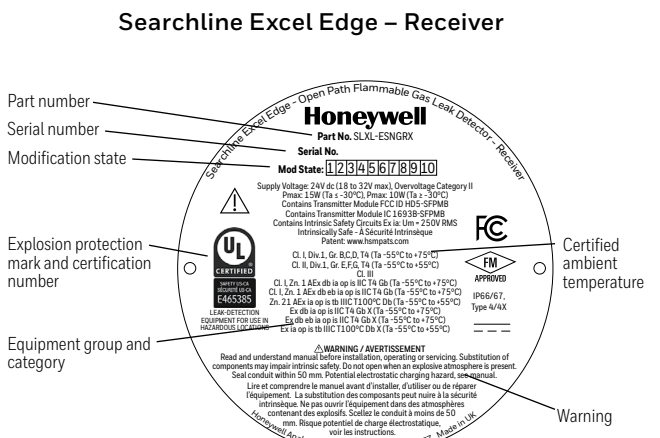 Searchline Excel Edge – Receiver
Part number
Serial number
Modification state
Explosion protection
mark and certification
number
Equipment group and
category
Searchline Excel Edge - Open Path Flammable Gas Leak Detector - Receiver
Honeywell
Part No. SLXL-ESNGRX
Serial No.
Mod State: 1 2 3 4 5 6 7 8 9 10
Supply Voltage: 24V dc (18 to 32V max), Overvoltage Category II
Pmax: 15W (Ta ≤ -30°C), Pmax: 10W (Ta ≥ -30°C)
Contains Transmitter Module FCC ID HD5-SFPMB
Contains Transmitter Module IC 1693B-SFPMB
Contains Intrinsic Safety Circuits Ex ia: Um = 250V RMS
Intrinsically Safe - À Sécurité Intrinsèque
Patent: www.hsmpats.com
Cl. I, Div.1, Gr. B,C,D, T4 (Ta -55°C to +75°C)
Cl. II, Div.1, Gr. E,F,G, T4 (Ta -55°C to +55°C)
Cl. III
Cl. I, Zn. 1 AEx db ia op is IIC T4 Gb (Ta -55°C to +75°C)
Cl. I, Zn. 1 AEx db eb ia op is IIC T4 Gb (Ta -55°C to +75°C)
Zn. 21 AEx ia op is tb IIIC T100°C Db (Ta -55°C to +55°C)
Ex db ia op is IIC T4 Gb X (Ta -55°C to +75°C)
Ex db eb ia op is IIC T4 Gb X (Ta -55°C to +75°C)
Ex ia op is tb IIIC T100°C Db X (Ta -55°C to +55°C)
UL
CERTIFIED
SAFETY US-CA
SÉCURITÉ US-CA
E465385
LEAK-DETECTION
EQUIPMENT FOR USE IN
HAZARDOUS LOCATIONS
FC
FM
APPROVED
IP66/67,
Type 4/4X
WARNING / AVERTISSEMENT
Read and understand manual before installation, operating or servicing. Substitution of
components may impair intrinsic safety. Do not open when an explosive atmosphere is present.
Seal conduit within 50 mm. Potential electrostatic charging hazard, see manual.
Lire et comprendre le manuel avant d'installer, d'utiliser ou de réparer
l'équipement. La substitution des composants peut nuire à la sécurité
intrinsèque. Ne pas ouvrir l'équipement dans des atmosphères
contenant des explosifs. Scellez le conduit à moins de 50
mm. Risque potentiel de charge électrostatique,
voir les instructions.
Honeywell
Made in UK
Certified
ambient
temperature
Warning